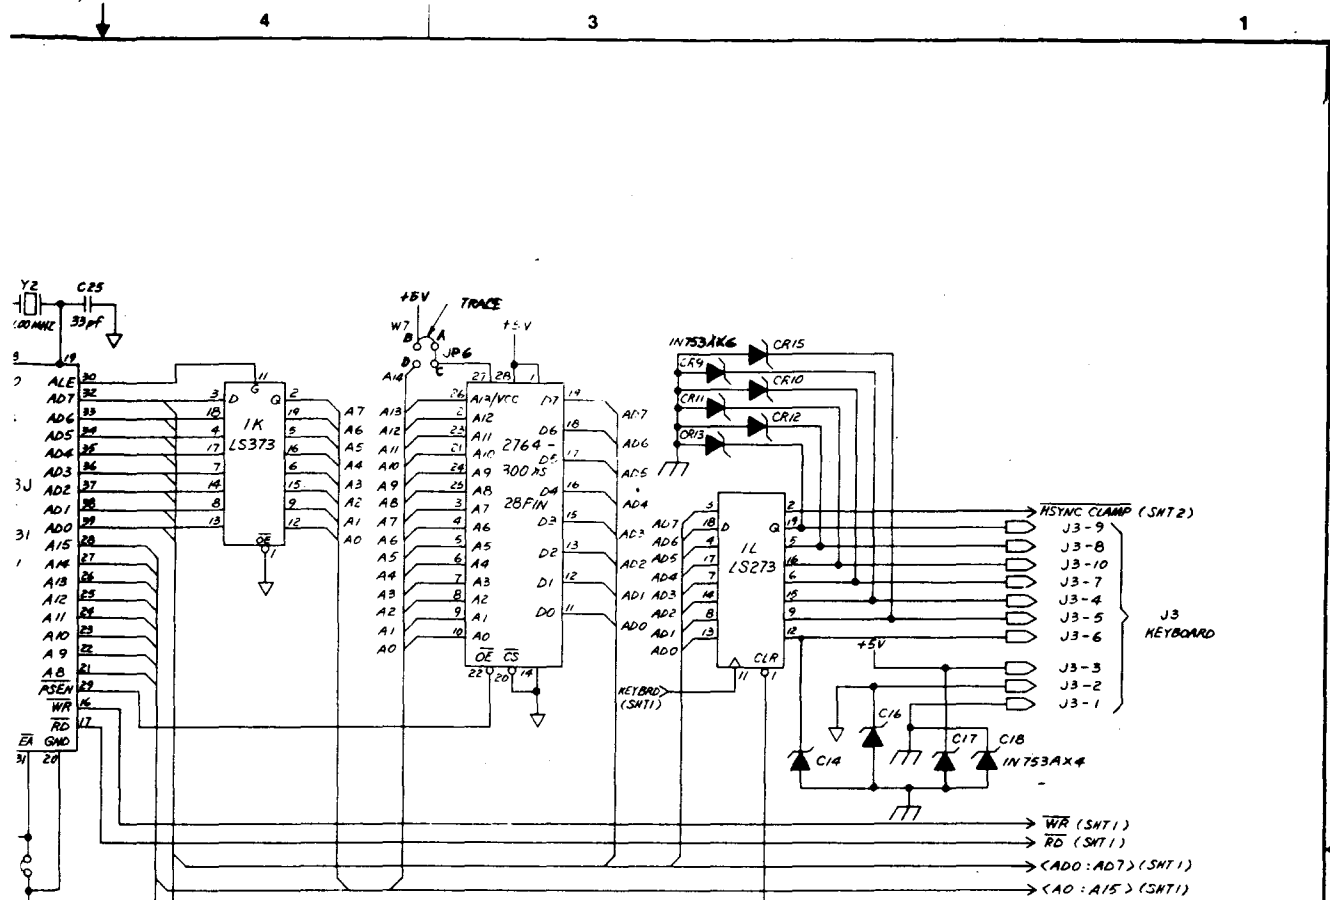 4 3 1
Y2 C25
.00 MHZ 33pf
19
ALE 30
AD7 32
AD6 33
AD5 34
AD4 35
AD3 36
AD2 37
AD1 38
AD0 39
A15 28
A14 27
A13 26
A12 25
A11 24
A10 23
A9 22
A8 21
PSEN 29
WR 16
RD 17
EA GND
31 20
3J
31
11
G
3 D Q 2
18 19
4 1K 5
17 LS373 16
7 6
14 15
8 9
13 12
OE
1
A7
A6
A5
A4
A3
A2
A1
A0
+5V TRACE
W7 B A
D C JP6
+5V
A14
27 28 1
A13 26 A13/VCC D7 19 AD7
A12 2 A12
A11 23 A11 D6 18 AD6
A10 21 A10 2764-
A9 24 A9 300 NS D5 17 AD5
A8 25 A8 28PIN D4 16 AD4
A7 3 A7
A6 4 A6 D3 15 AD3
A5 5 A5
A4 6 A4 D2 13 AD2
A3 7 A3
A2 8 A2 D1 12 AD1
A1 9 A1 D0 11 AD0
A0 10 A0
OE CS
22 20 14
IN753AX6 CR15
CR9
CR10
CR11
CR12
CR13
AD7 3 2
AD6 18 D Q 19
AD5 4 5
AD4 17 1L 16
AD3 7 LS273 6
AD2 14 15
AD1 8 9
AD0 13 12
CLR
11 1
KEYBRD
(SHT1)
HSYNC CLAMP (SHT 2)
J3-9
J3-8
J3-10
J3-7
J3-4
J3-5
J3-6
+5V
J3-3
J3-2
J3-1
J3
KEYBOARD
C16
C14
C17
C18
IN753AX4
WR (SHT1)
RD (SHT1)
<AD0:AD7>(SHT1)
<A0:A15>(SHT1)